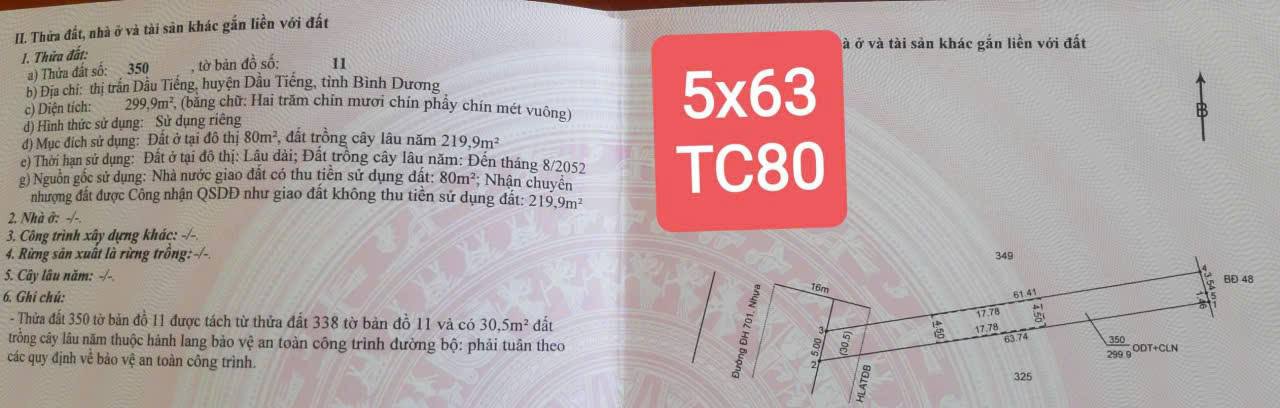 II. Thửa đất, nhà ở và tài sản khác gắn liền với đất
1. Thửa đất:
a) Thửa đất số: 350 , tờ bản đồ số: 11
b) Địa chỉ: thị trấn Dầu Tiếng, huyện Dầu Tiếng, tỉnh Bình Dương
c) Diện tích: 299,9m², (bằng chữ: Hai trăm chín mươi chín phẩy chín mét vuông)
d) Hình thức sử dụng: Sử dụng riêng
đ) Mục đích sử dụng: Đất ở tại đô thị 80m², đất trồng cây lâu năm 219,9m²
e) Thời hạn sử dụng: Đất ở tại đô thị: Lâu dài; Đất trồng cây lâu năm: Đến tháng 8/2052
g) Nguồn gốc sử dụng: Nhà nước giao đất có thu tiền sử dụng đất: 80m²; Nhận chuyển
nhượng đất được Công nhận QSDĐ như giao đất không thu tiền sử dụng đất: 219,9m²
2. Nhà ở: -/-.
3. Công trình xây dựng khác: -/-.
4. Rừng sản xuất là rừng trồng: -/-.
5. Cây lâu năm: -/-.
6. Ghi chú:
- Thửa đất 350 tờ bản đồ 11 được tách từ thửa đất 338 tờ bản đồ 11 và có 30,5m² đất
trồng cây lâu năm thuộc hành lang bảo vệ an toàn công trình đường bộ: phải tuân theo
các quy định về bảo vệ an toàn công trình.
à ở và tài sản khác gắn liền với đất
5x63
TC80
B
349
BĐ 48
16m
61.41
4
3.54
5
1.46
1
17.78
4.50
4.50
17.78
63.74
3
5.00
(30.5)
2
Đường ĐH 701, Nhựa
HLATĐB
350
299.9
ODT+CLN
325